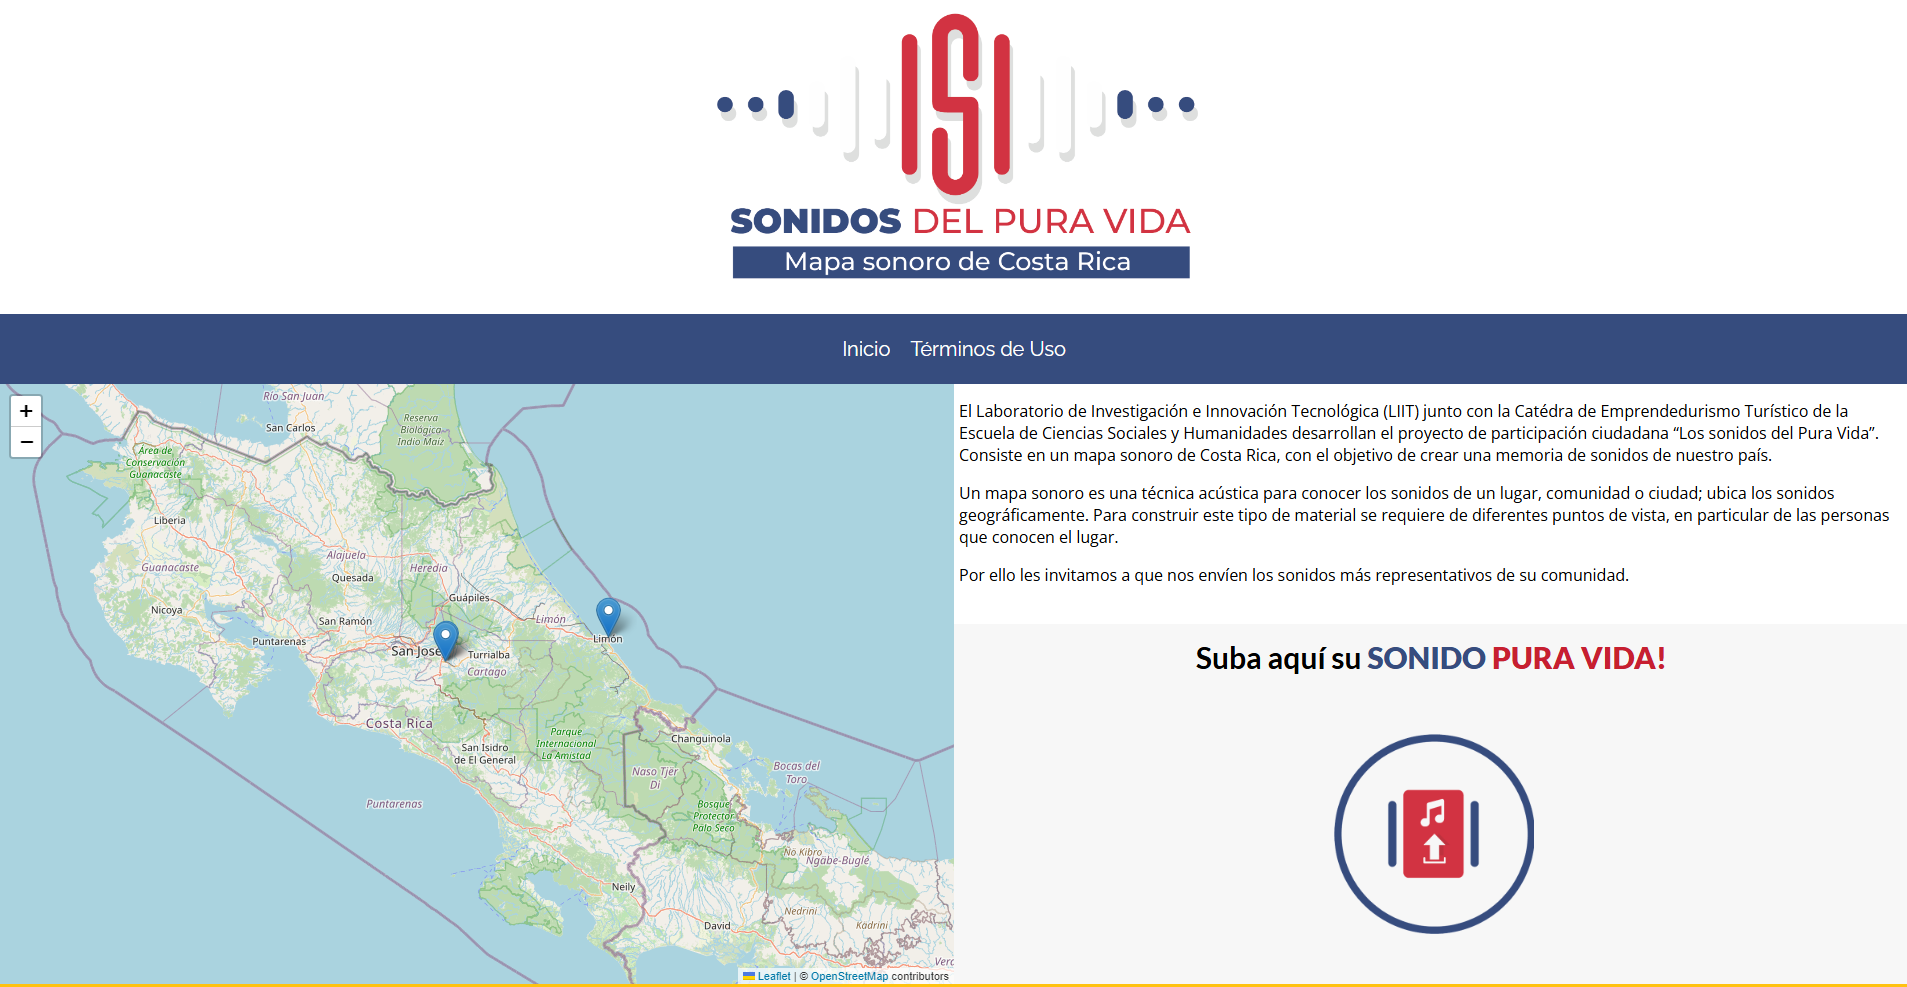 SONIDOS DEL PURA VIDA
Mapa sonoro de Costa Rica
Inicio Términos de Uso
+
−
Río San Juan
San Carlos
Reserva
Biológica
Indio Maíz
Área de
Conservación
Guanacaste
Liberia
Alajuela
Heredia
Guanacaste
Quesada
Guápiles
Nicoya
San Ramón
Limón
Puntarenas
Limón
San José
Turrialba
Cartago
Costa Rica
Parque
Internacional
La Amistad
San Isidro
de El General
Changuinola
Naso Tjër
Di
Bocas del
Toro
Puntarenas
Bosque
Protector
Palo Seco
Nö Kribo
Ngäbe-Buglé
Neily
Nedrini
Kädriri
David
Leaflet | © OpenStreetMap contributors
El Laboratorio de Investigación e Innovación Tecnológica (LIIT) junto con la Catédra de Emprendedurismo Turístico de la
Escuela de Ciencias Sociales y Humanidades desarrollan el proyecto de participación ciudadana “Los sonidos del Pura Vida”.
Consiste en un mapa sonoro de Costa Rica, con el objetivo de crear una memoria de sonidos de nuestro país.
Un mapa sonoro es una técnica acústica para conocer los sonidos de un lugar, comunidad o ciudad; ubica los sonidos
geográficamente. Para construir este tipo de material se requiere de diferentes puntos de vista, en particular de las personas
que conocen el lugar.
Por ello les invitamos a que nos envíen los sonidos más representativos de su comunidad.
Suba aquí su SONIDO PURA VIDA!